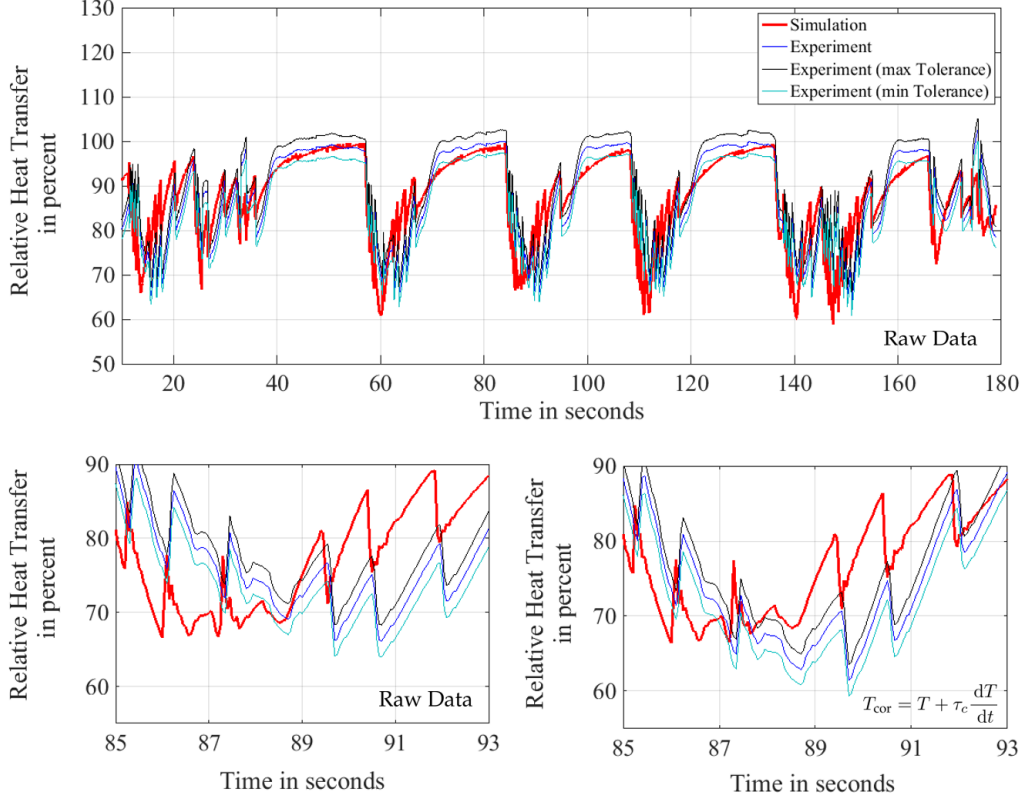 130
120
110
100
90
80
70
60
50
Relative Heat Transfer
in percent
Simulation
Experiment
Experiment (max Tolerance)
Experiment (min Tolerance)
Raw Data
20 40 60 80 100 120 140 160 180
Time in seconds
90
80
70
60
Relative Heat Transfer
in percent
Raw Data
85 87 89 91 93
Time in seconds
90
80
70
60
Relative Heat Transfer
in percent
T_cor = T + τ_c dT/dt
85 87 89 91 93
Time in seconds